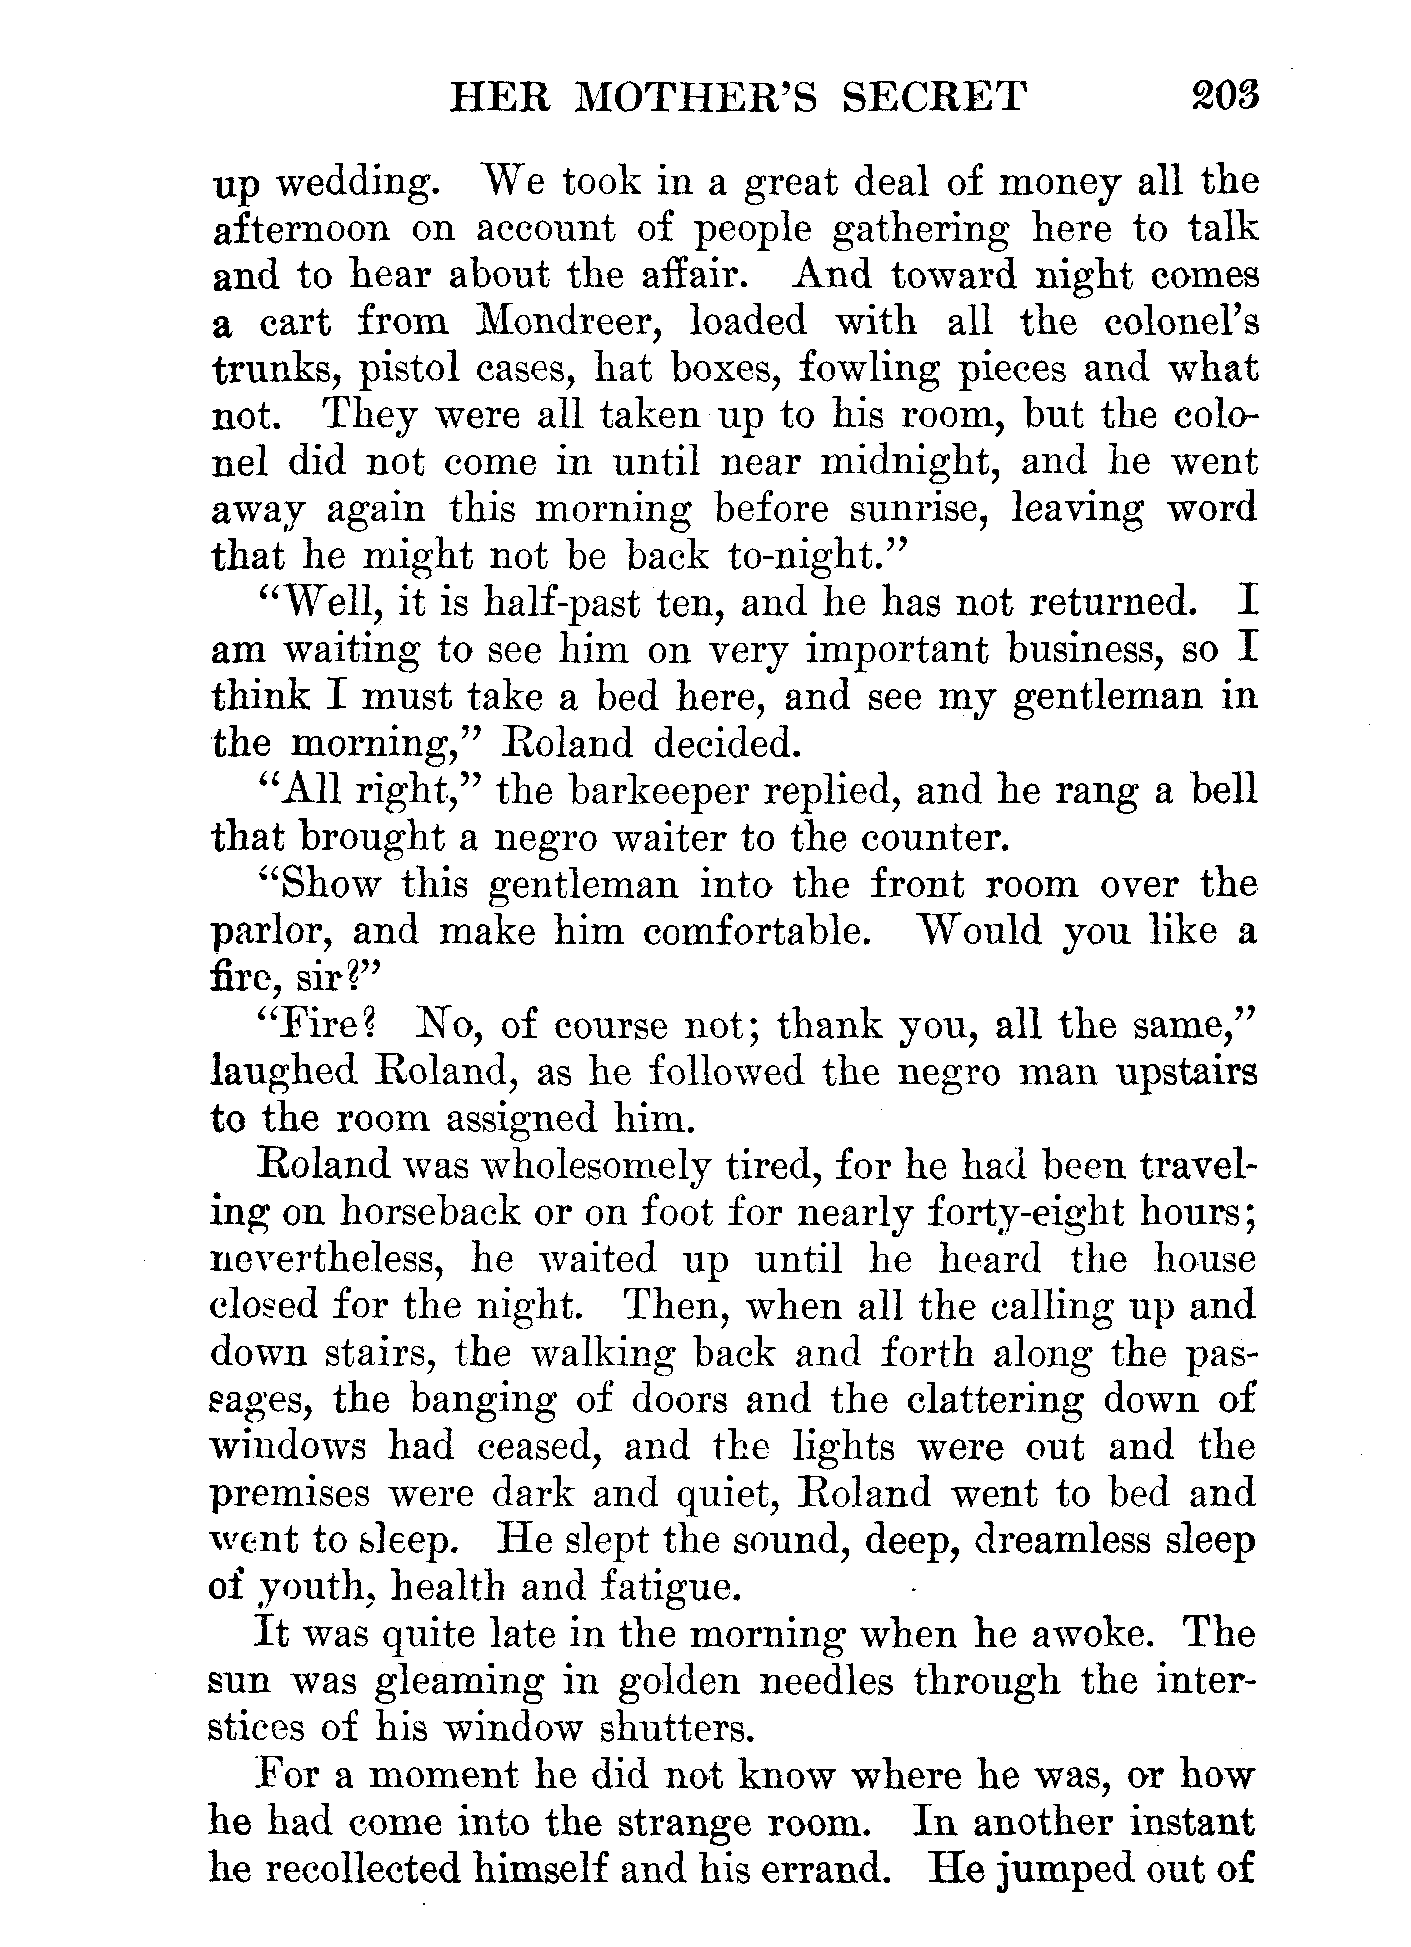 HER MOTHER'S SECRET 203
up wedding. We took in a great deal of money all the
afternoon on account of people gathering here to talk
and to hear about the affair. And toward night comes
a cart from Mondreer, loaded with all the colonel's
trunks, pistol cases, hat boxes, fowling pieces and what
not. They were all taken up to his room, but the colo-
nel did not come in until near midnight, and he went
away again this morning before sunrise, leaving word
that he might not be back to-night."
"Well, it is half-past ten, and he has not returned. I
am waiting to see him on very important business, so I
think I must take a bed here, and see my gentleman in
the morning," Roland decided.
"All right," the barkeeper replied, and he rang a bell
that brought a negro waiter to the counter.
"Show this gentleman into the front room over the
parlor, and make him comfortable. Would you like a
fire, sir?"
"Fire? No, of course not; thank you, all the same,"
laughed Roland, as he followed the negro man upstairs
to the room assigned him.
Roland was wholesomely tired, for he had been travel-
ing on horseback or on foot for nearly forty-eight hours;
nevertheless, he waited up until he heard the house
closed for the night. Then, when all the calling up and
down stairs, the walking back and forth along the pas-
sages, the banging of doors and the clattering down of
windows had ceased, and the lights were out and the
premises were dark and quiet, Roland went to bed and
went to sleep. He slept the sound, deep, dreamless sleep
of youth, health and fatigue.
It was quite late in the morning when he awoke. The
sun was gleaming in golden needles through the inter-
stices of his window shutters.
For a moment he did not know where he was, or how
he had come into the strange room. In another instant
he recollected himself and his errand. He jumped out of